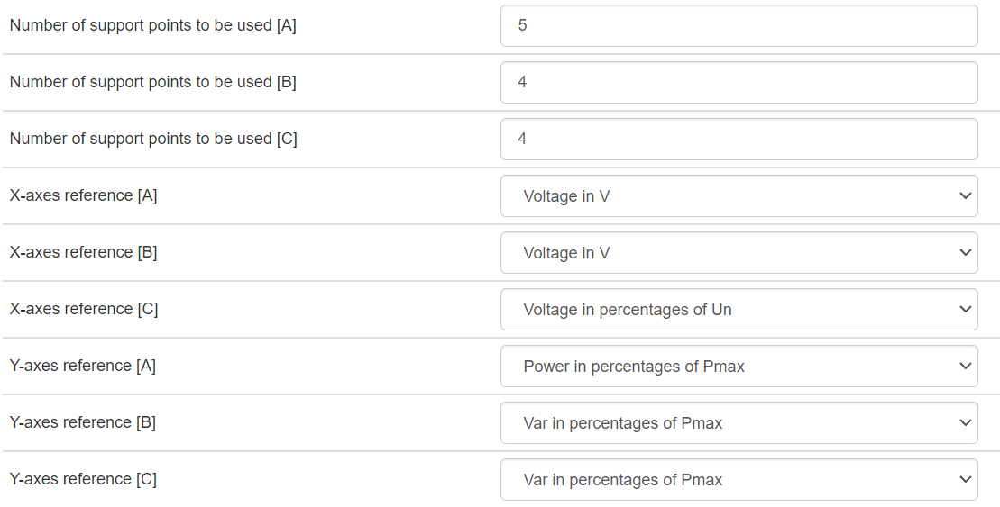 Number of support points to be used [A] 5
Number of support points to be used [B] 4
Number of support points to be used [C] 4
X-axes reference [A] Voltage in V
X-axes reference [B] Voltage in V
X-axes reference [C] Voltage in percentages of Un
Y-axes reference [A] Power in percentages of Pmax
Y-axes reference [B] Var in percentages of Pmax
Y-axes reference [C] Var in percentages of Pmax